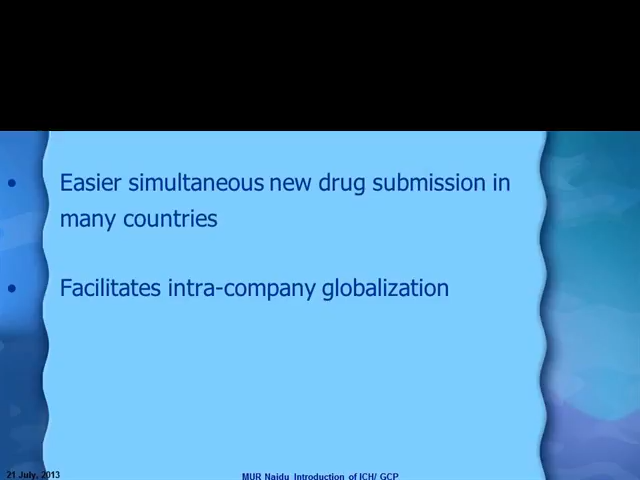 • Easier simultaneous new drug submission in
many countries
• Facilitates intra-company globalization
21 July, 2013
MUR Naidu Introduction of ICH/ GCP